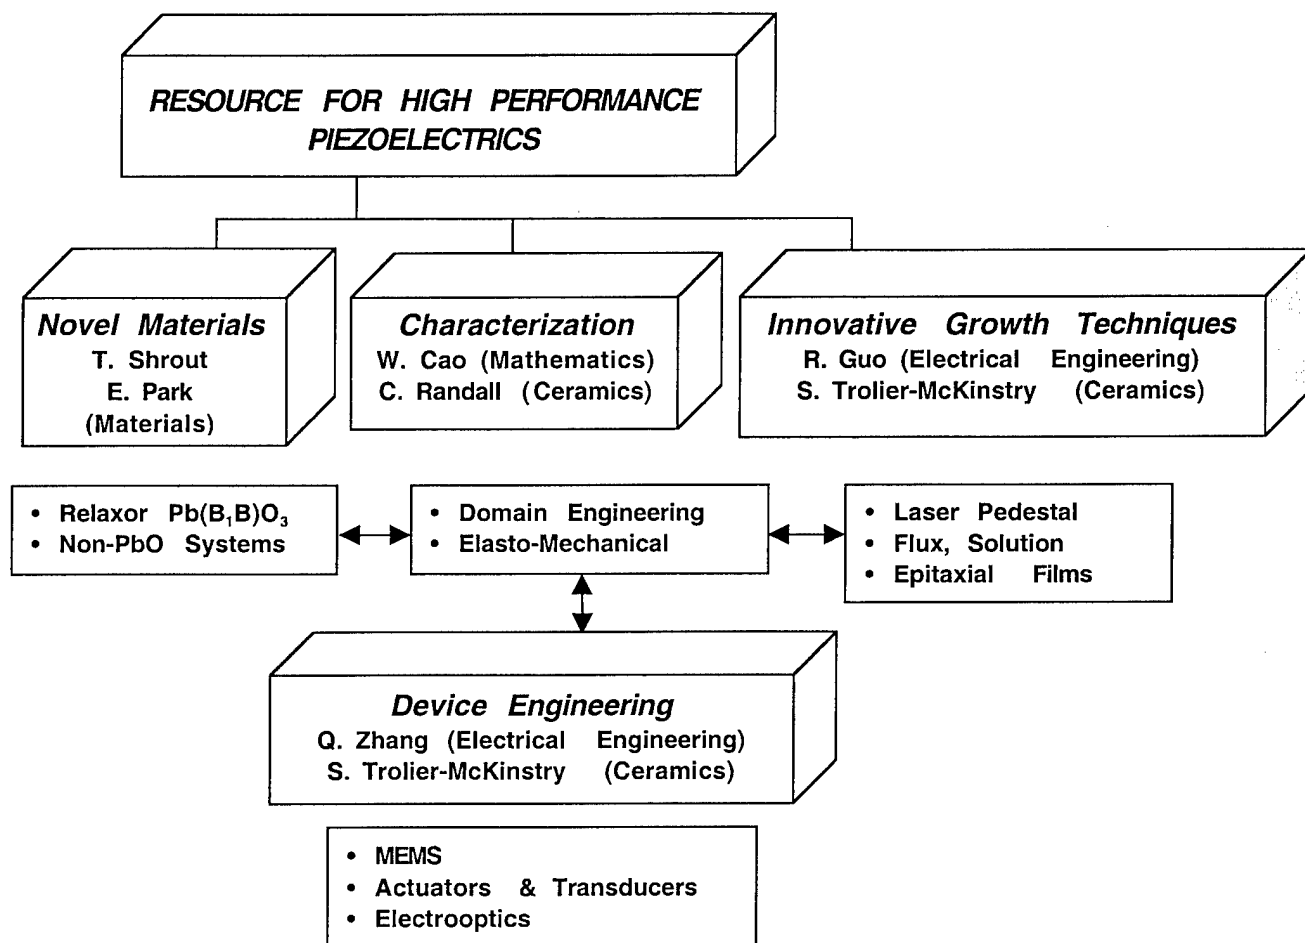 RESOURCE FOR HIGH PERFORMANCE
PIEZOELECTRICS
Novel Materials
T. Shrout
E. Park
(Materials)
Characterization
W. Cao (Mathematics)
C. Randall (Ceramics)
Innovative Growth Techniques
R. Guo (Electrical Engineering)
S. Trolier-McKinstry (Ceramics)
• Relaxor Pb(B₁B)O₃
• Non-PbO Systems
• Domain Engineering
• Elasto-Mechanical
• Laser Pedestal
• Flux, Solution
• Epitaxial Films
Device Engineering
Q. Zhang (Electrical Engineering)
S. Trolier-McKinstry (Ceramics)
• MEMS
• Actuators & Transducers
• Electrooptics